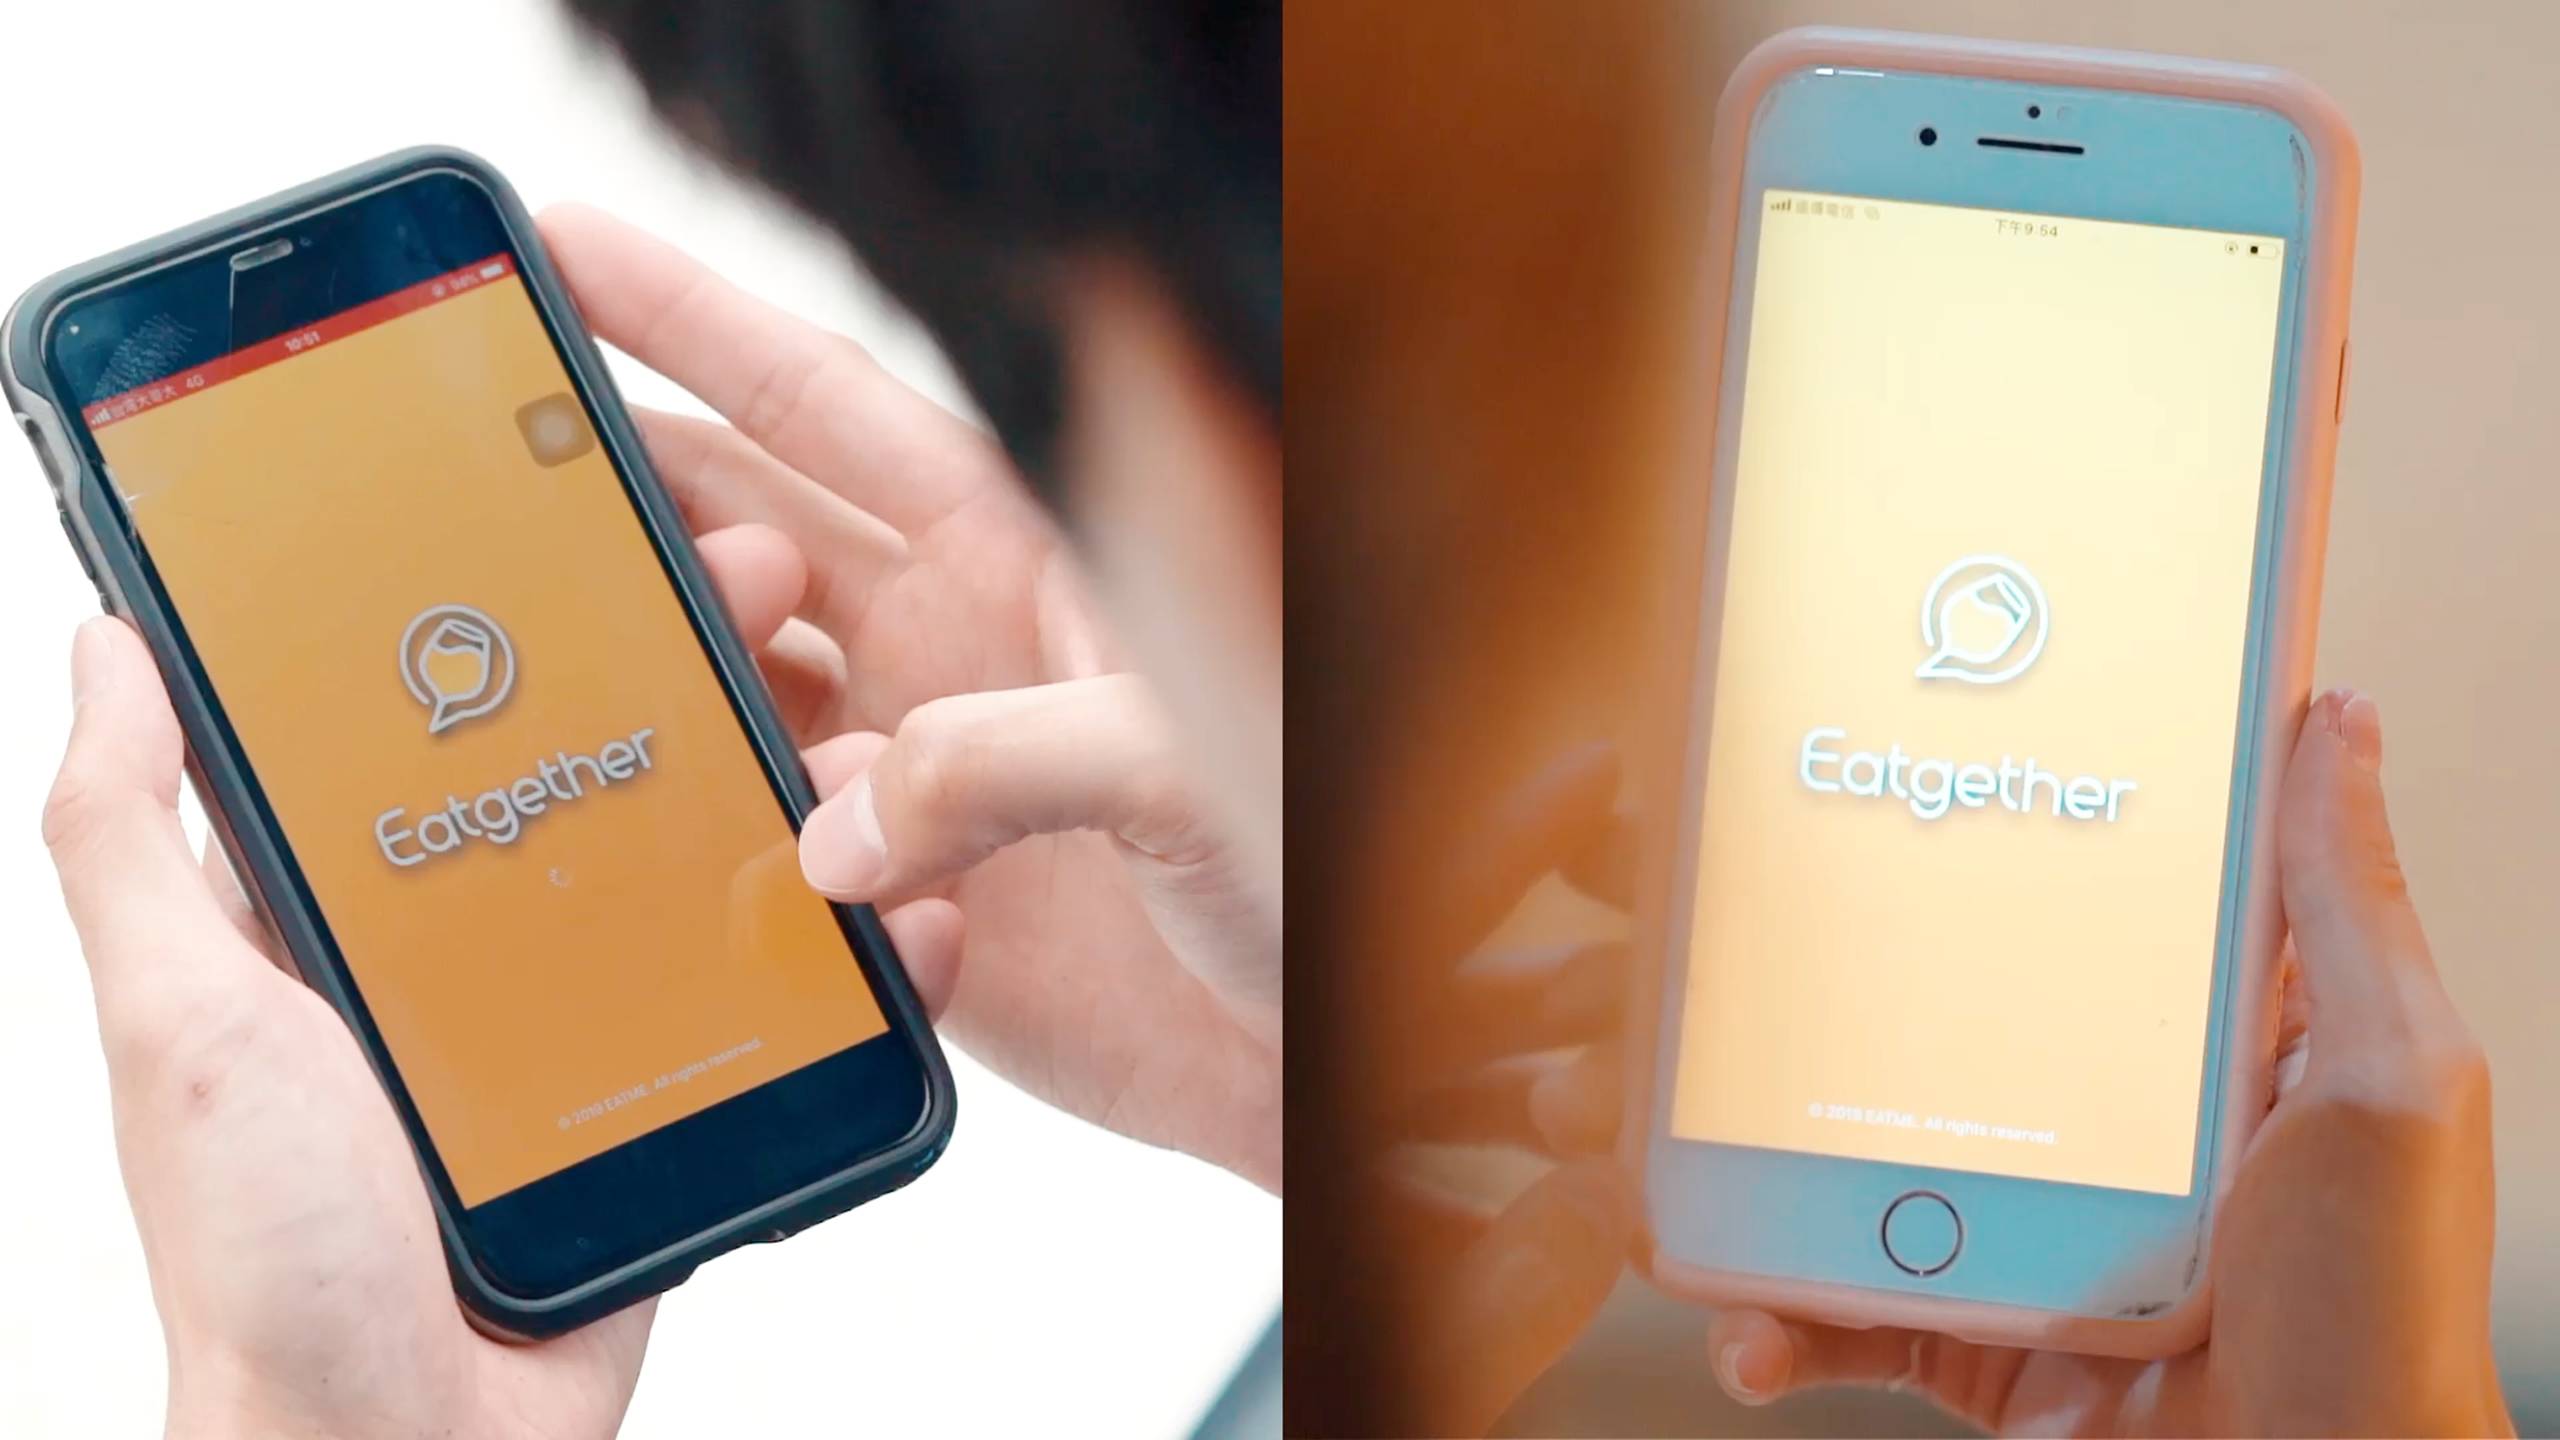 台灣大哥大 4G
10:51
94%
Eatgether
© 2019 EATME. All rights reserved.
遠傳電信
下午9:54
Eatgether
© 2019 EATME. All rights reserved.